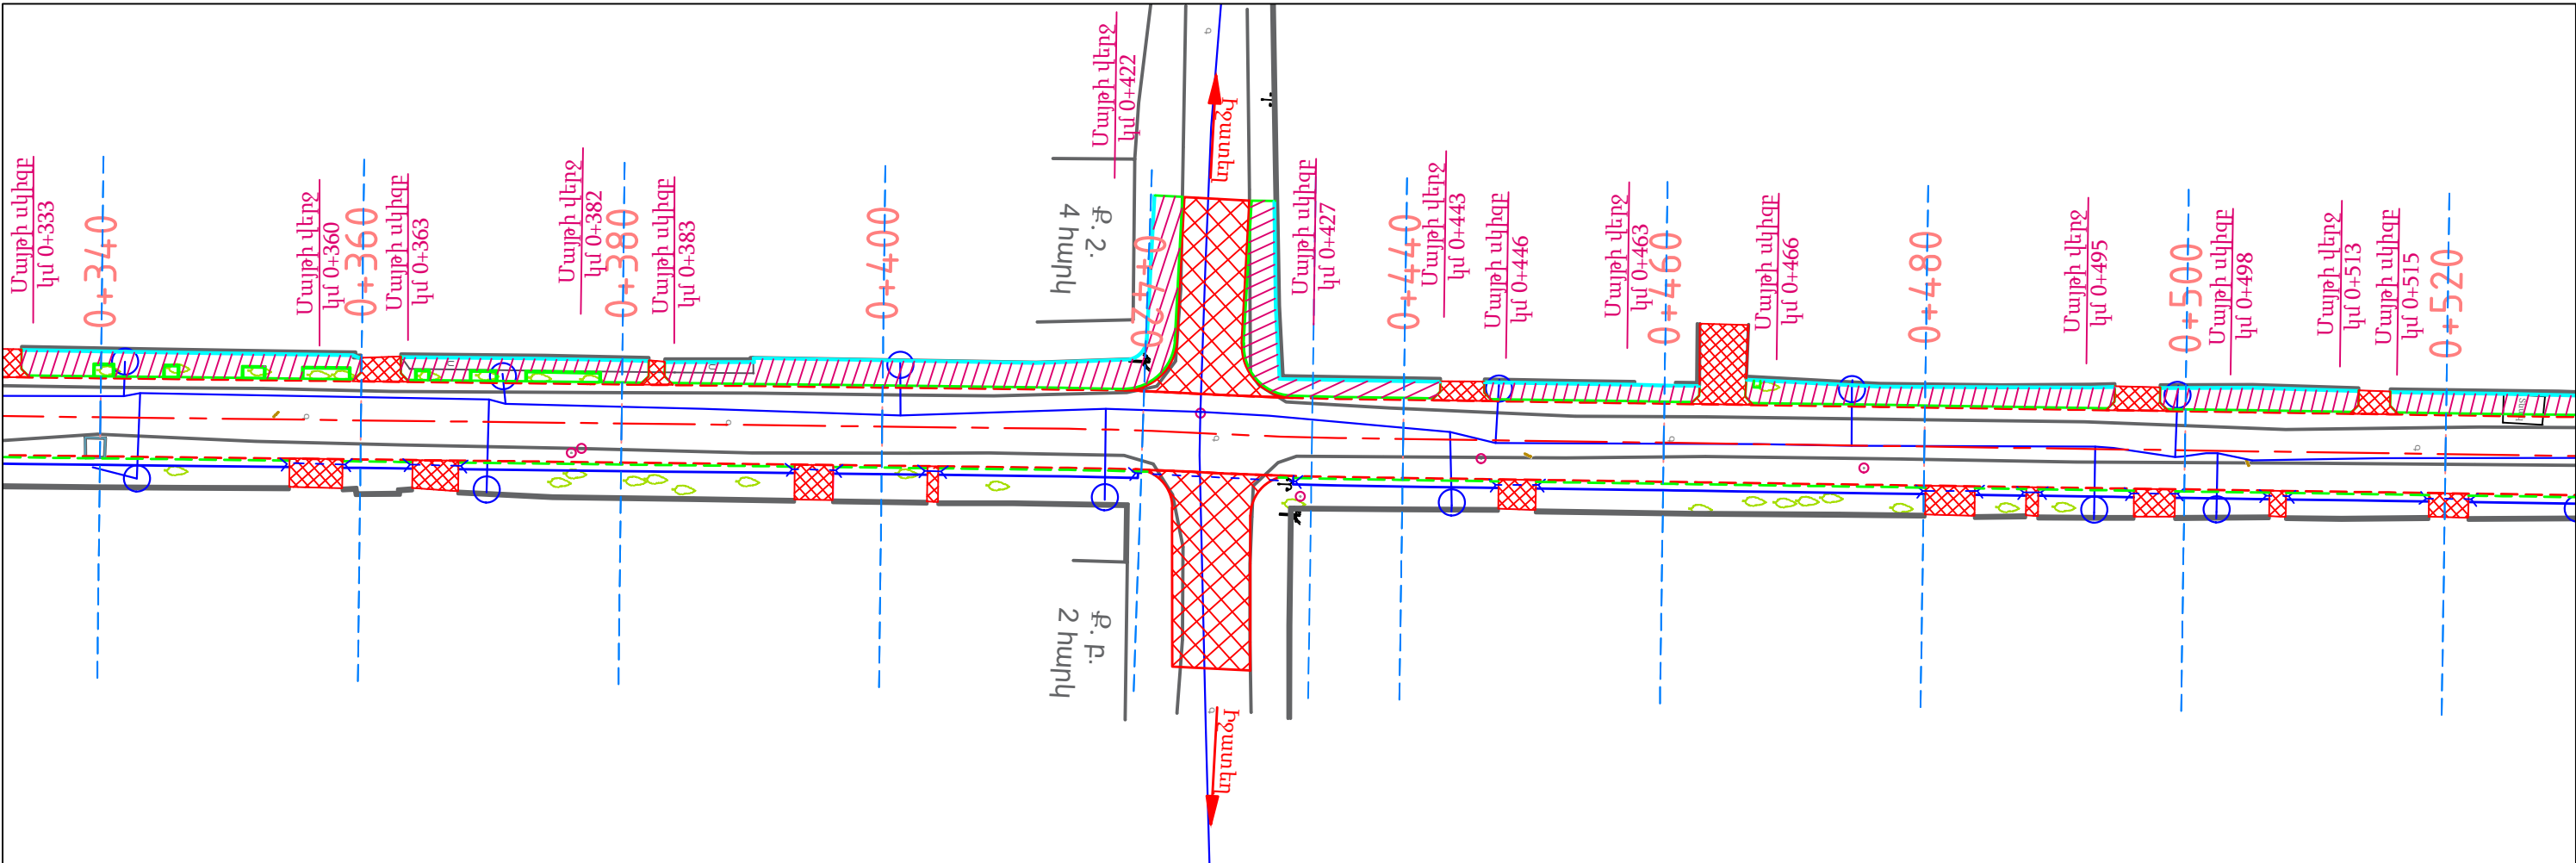 Մայթի սկիզբ
կմ 0+333
0+340
Մայթի վերջ
կմ 0+360
0+360
Մայթի սկիզբ
կմ 0+363
Մայթի վերջ
կմ 0+382
0+380
Մայթի սկիզբ
կմ 0+383
0+400
Մայթի վերջ
կմ 0+422
Ք. 2.
4 հարկ
0+420
Իջատեղ
Մայթի սկիզբ
կմ 0+427
0+440
Մայթի վերջ
կմ 0+443
Մայթի սկիզբ
կմ 0+446
Մայթի վերջ
կմ 0+463
0+460
Մայթի սկիզբ
կմ 0+466
0+480
Մայթի վերջ
կմ 0+495
0+500
Մայթի սկիզբ
կմ 0+498
Մայթի վերջ
կմ 0+513
Մայթի սկիզբ
կմ 0+515
0+520
Ք. բ.
2 հարկ
Իջատեղ